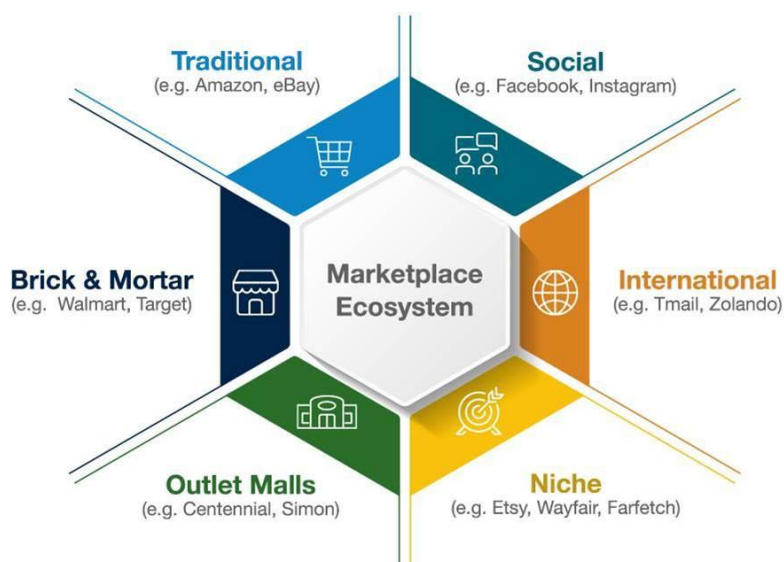 Traditional
(e.g. Amazon, eBay)
Social
(e.g. Facebook, Instagram)
Brick & Mortar
(e.g. Walmart, Target)
Marketplace
Ecosystem
International
(e.g. Tmail, Zolando)
Outlet Malls
(e.g. Centennial, Simon)
Niche
(e.g. Etsy, Wayfair, Farfetch)